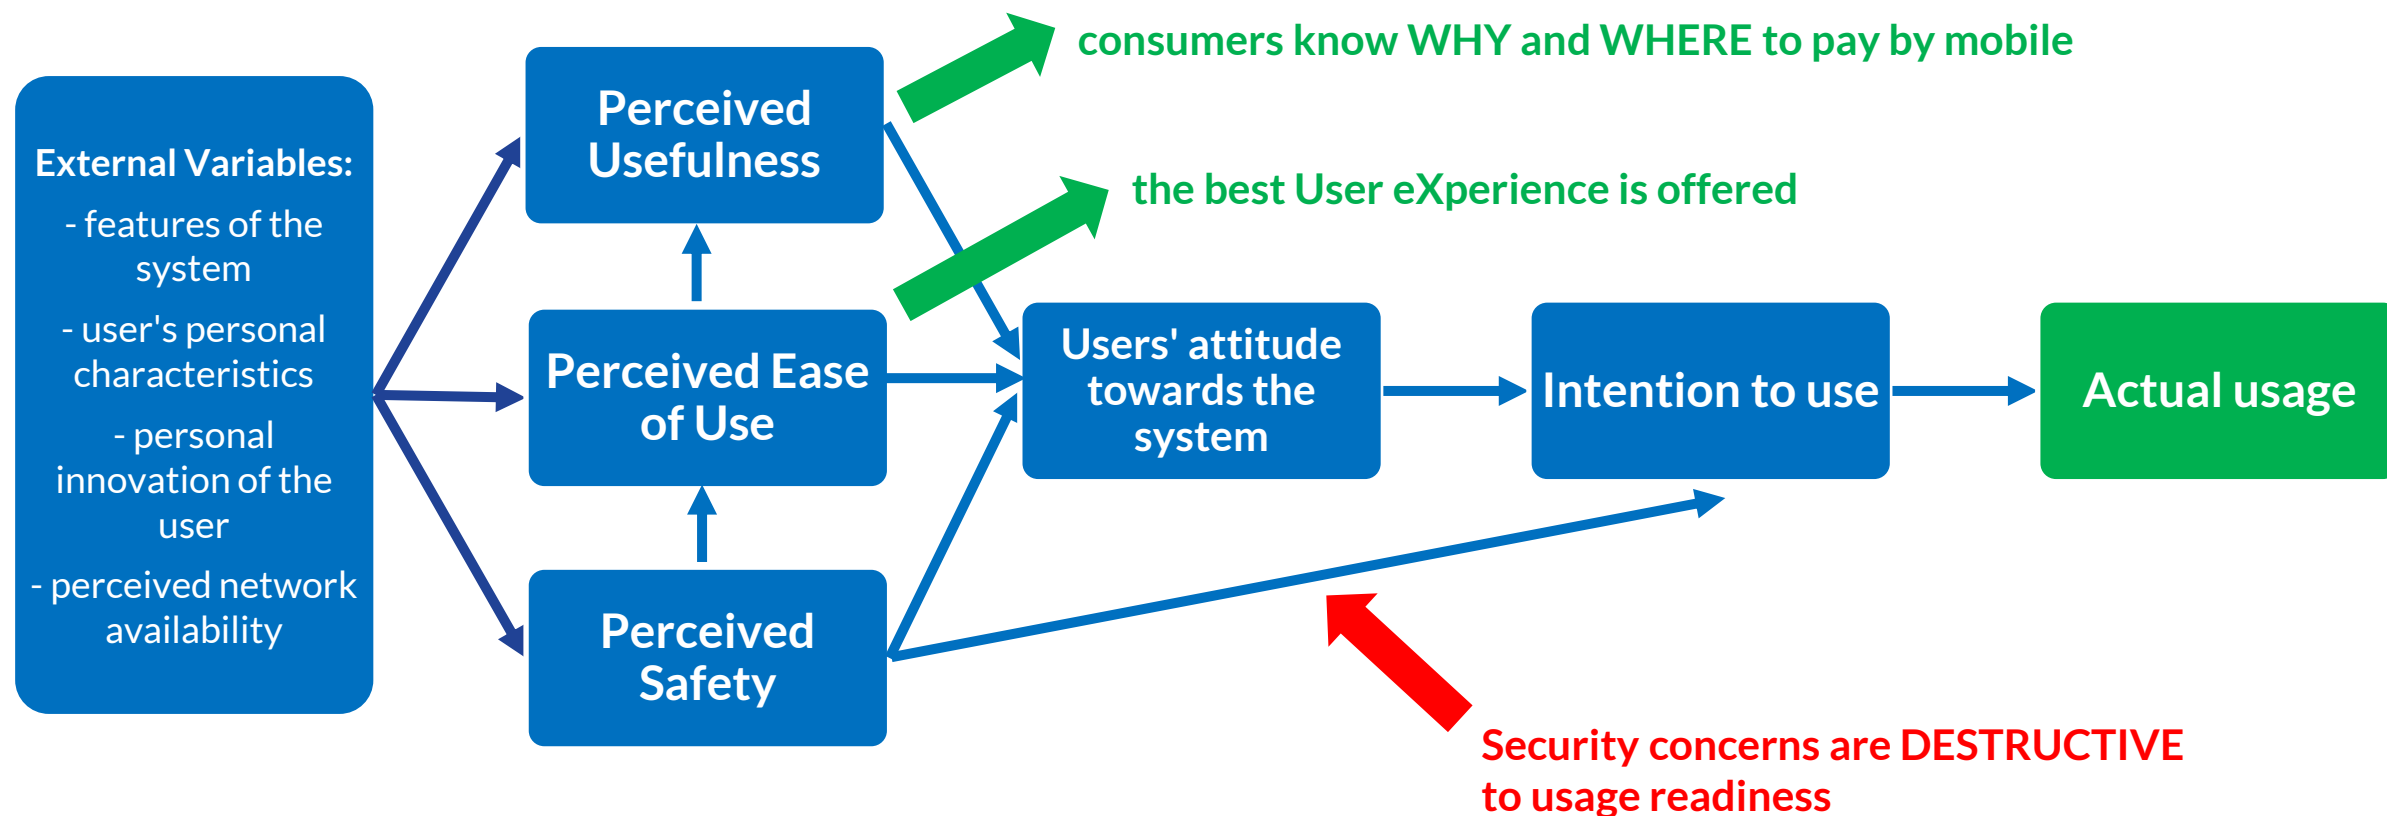 External Variables:
- features of the
system
- user's personal
characteristics
- personal
innovation of the
user
- perceived network
availability
Perceived
Usefulness
Perceived Ease
of Use
Perceived
Safety
consumers know WHY and WHERE to pay by mobile
the best User eXperience is offered
Users' attitude
towards the
system
Intention to use
Actual usage
Security concerns are DESTRUCTIVE
to usage readiness